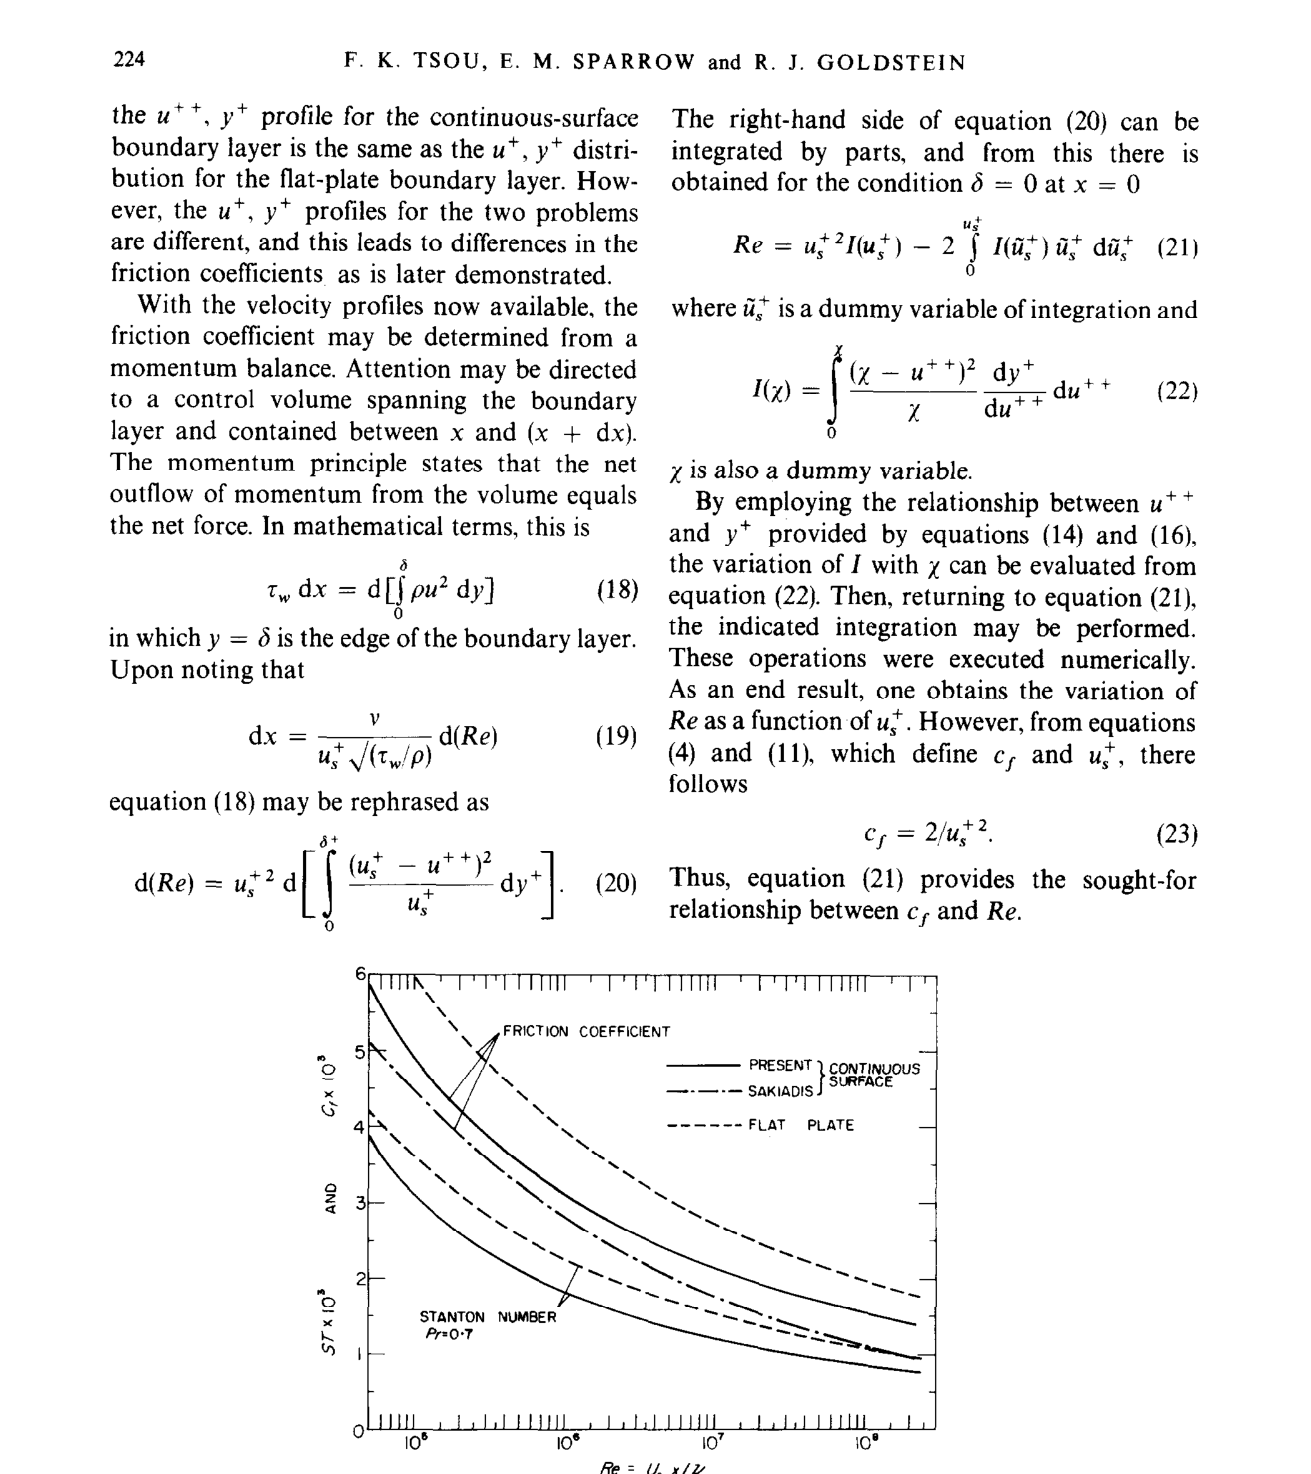 224
F. K. TSOU, E. M. SPARROW and R. J. GOLDSTEIN
the u⁺⁺, y⁺ profile for the continuous-surface
boundary layer is the same as the u⁺, y⁺ distri-
bution for the flat-plate boundary layer. How-
ever, the u⁺, y⁺ profiles for the two problems
are different, and this leads to differences in the
friction coefficients as is later demonstrated.
With the velocity profiles now available, the
friction coefficient may be determined from a
momentum balance. Attention may be directed
to a control volume spanning the boundary
layer and contained between x and (x + dx).
The momentum principle states that the net
outflow of momentum from the volume equals
the net force. In mathematical terms, this is
τ_w dx = d[∫₀^δ ρu² dy] (18)
in which y = δ is the edge of the boundary layer.
Upon noting that
dx = ν / (u_s⁺ √(τ_w/ρ)) d(Re) (19)
equation (18) may be rephrased as
d(Re) = u_s⁺² d[∫₀^δ⁺ (u_s⁺ − u⁺⁺)² / u_s⁺ dy⁺]. (20)
The right-hand side of equation (20) can be
integrated by parts, and from this there is
obtained for the condition δ = 0 at x = 0
Re = u_s⁺² I(u_s⁺) − 2 ∫₀^u_s⁺ I(ũ_s⁺) ũ_s⁺ dũ_s⁺ (21)
where ũ_s⁺ is a dummy variable of integration and
I(χ) = ∫₀^χ (χ − u⁺⁺)² / χ dy⁺/du⁺⁺ du⁺⁺ (22)
χ is also a dummy variable.
By employing the relationship between u⁺⁺
and y⁺ provided by equations (14) and (16),
the variation of I with χ can be evaluated from
equation (22). Then, returning to equation (21),
the indicated integration may be performed.
These operations were executed numerically.
As an end result, one obtains the variation of
Re as a function of u_s⁺. However, from equations
(4) and (11), which define c_f and u_s⁺, there
follows
c_f = 2/u_s⁺². (23)
Thus, equation (21) provides the sought-for
relationship between c_f and Re.
6
5
4
3
2
1
0
ST × 10³ AND C_f × 10³
FRICTION COEFFICIENT
PRESENT } CONTINUOUS
SAKIADIS } SURFACE
FLAT PLATE
STANTON NUMBER
Pr=0·7
10⁵ 10⁶ 10⁷ 10⁸